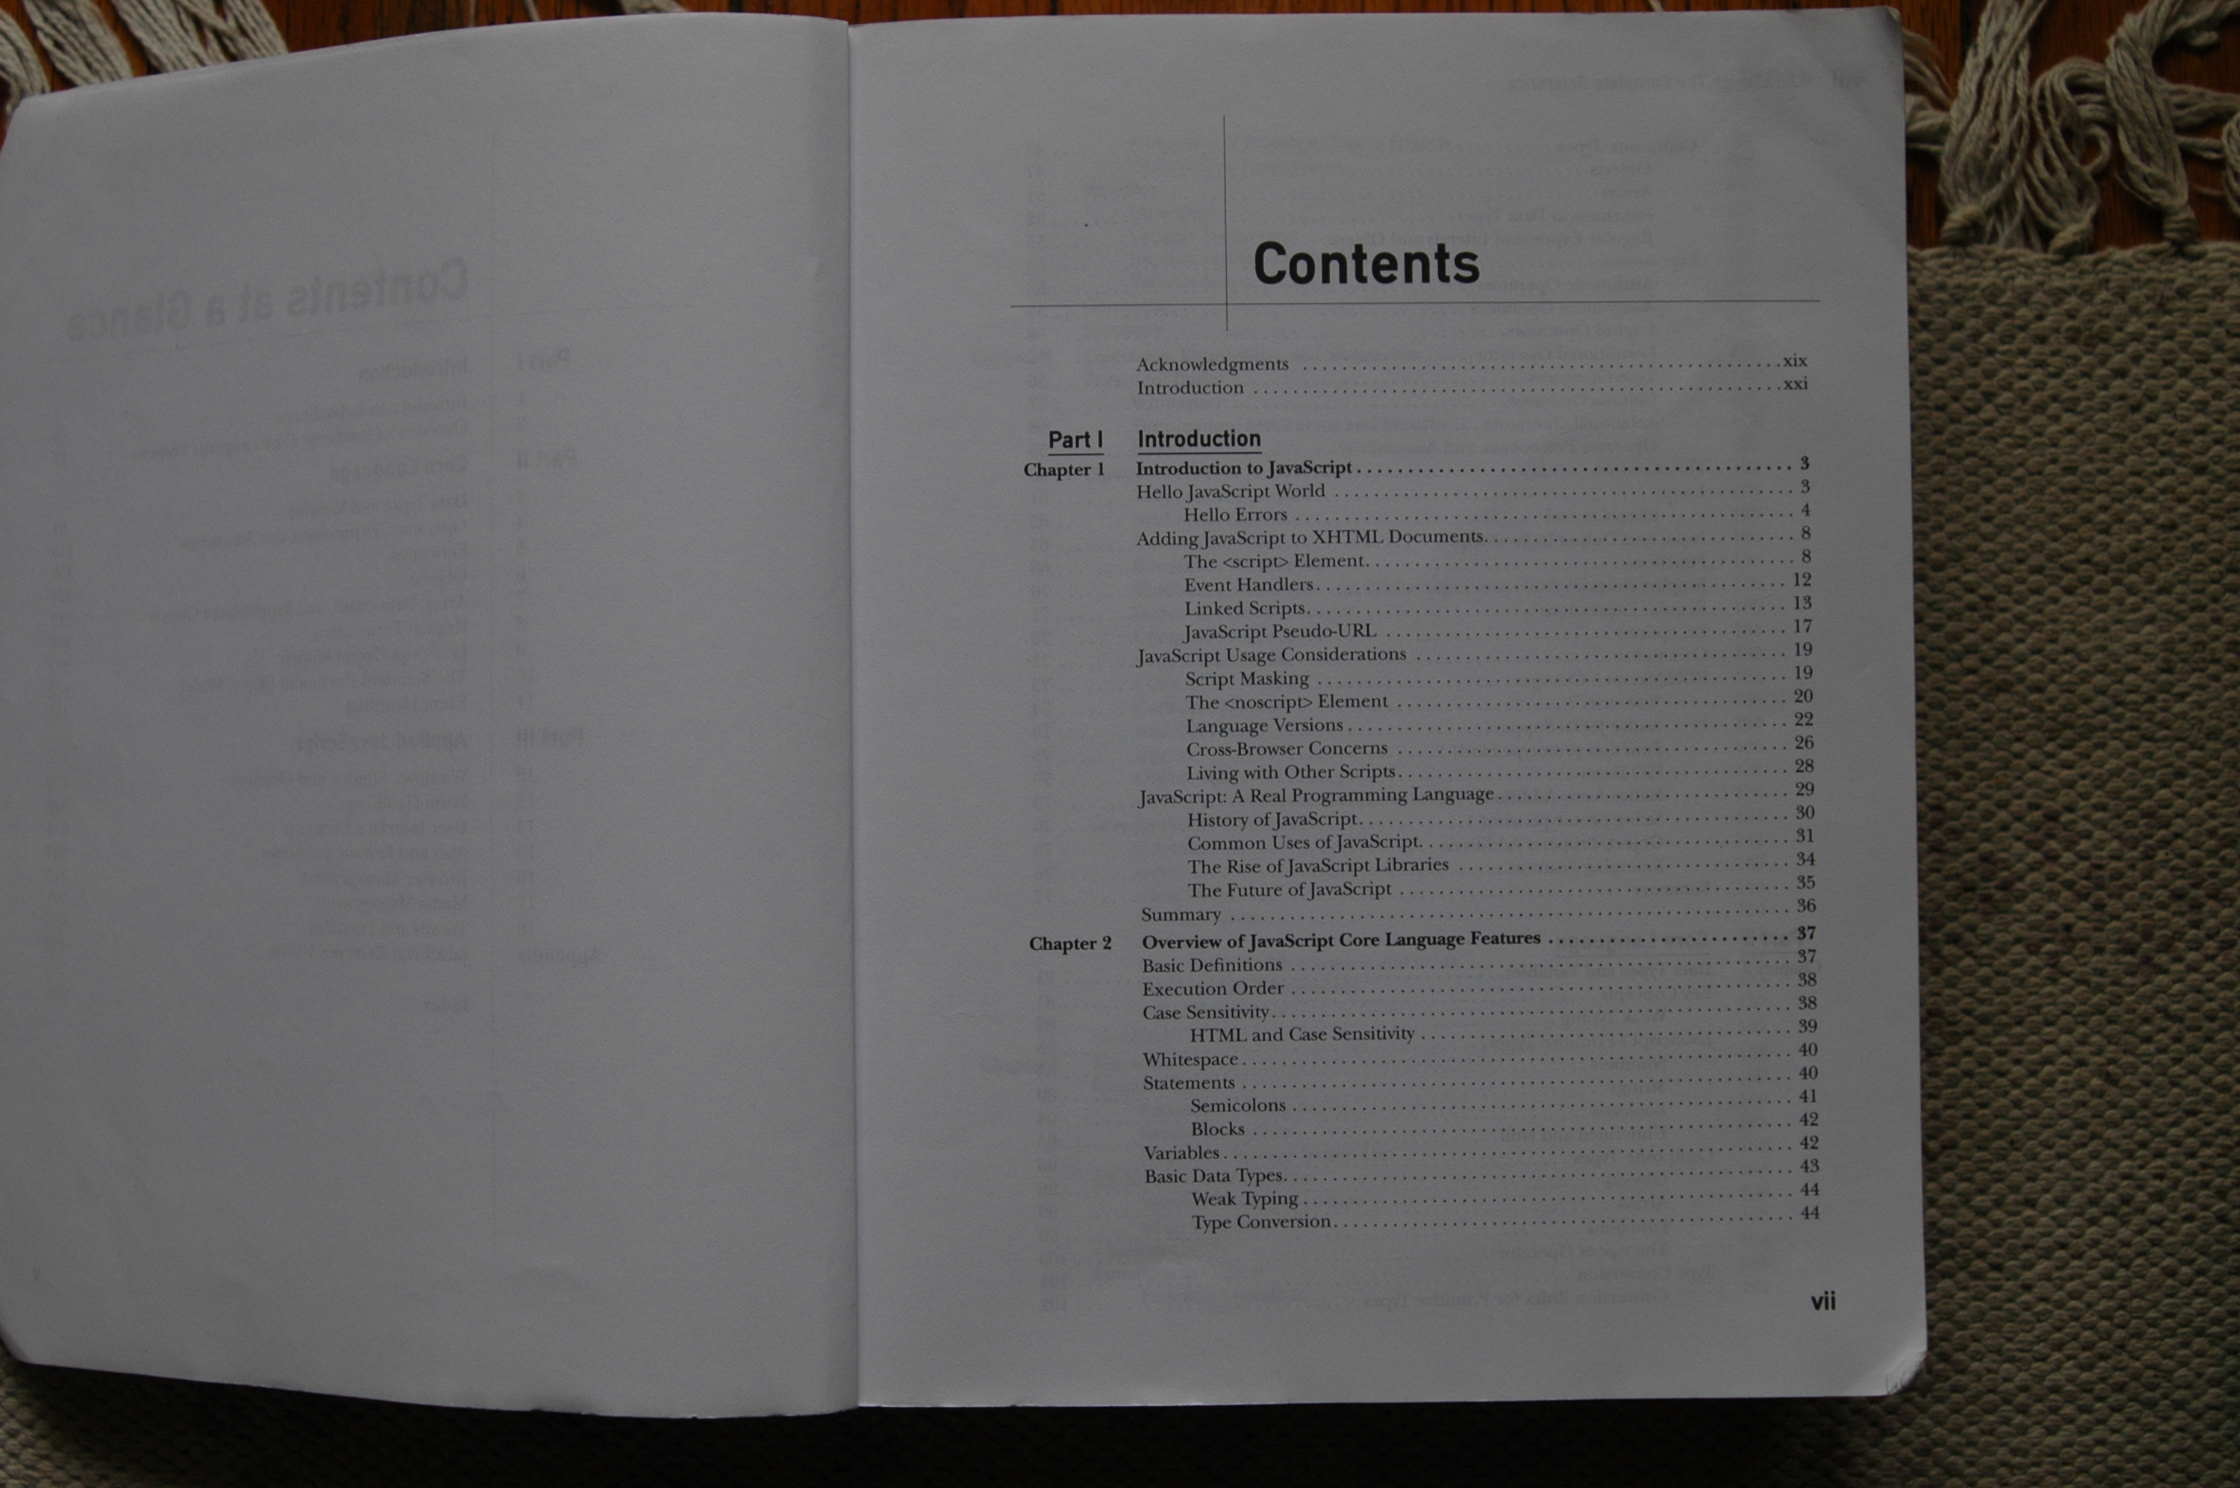 Contents
Acknowledgments . . . . . . . . . . . . . . . . . . . . xix
Introduction . . . . . . . . . . . . . . . . . . . . xxi
Part I Introduction
Chapter 1 Introduction to JavaScript . . . . . . . . . . . . . . . . . . . . 3
Hello JavaScript World . . . . . . . . . . . . . . . . . . . . 3
Hello Errors . . . . . . . . . . . . . . . . . . . . 4
Adding JavaScript to XHTML Documents. . . . . . . . . . . . . . . . . . . . 8
The <script> Element. . . . . . . . . . . . . . . . . . . . 8
Event Handlers. . . . . . . . . . . . . . . . . . . . 12
Linked Scripts. . . . . . . . . . . . . . . . . . . . 13
JavaScript Pseudo-URL . . . . . . . . . . . . . . . . . . . . 17
JavaScript Usage Considerations . . . . . . . . . . . . . . . . . . . . 19
Script Masking . . . . . . . . . . . . . . . . . . . . 19
The <noscript> Element . . . . . . . . . . . . . . . . . . . . 20
Language Versions . . . . . . . . . . . . . . . . . . . . 22
Cross-Browser Concerns . . . . . . . . . . . . . . . . . . . . 26
Living with Other Scripts. . . . . . . . . . . . . . . . . . . . 28
JavaScript: A Real Programming Language . . . . . . . . . . . . . . . . . . . . 29
History of JavaScript. . . . . . . . . . . . . . . . . . . . 30
Common Uses of JavaScript. . . . . . . . . . . . . . . . . . . . 31
The Rise of JavaScript Libraries . . . . . . . . . . . . . . . . . . . . 34
The Future of JavaScript . . . . . . . . . . . . . . . . . . . . 35
Summary . . . . . . . . . . . . . . . . . . . . 36
Chapter 2 Overview of JavaScript Core Language Features . . . . . . . . . . . . . . . . . . . . 37
Basic Definitions . . . . . . . . . . . . . . . . . . . . 37
Execution Order . . . . . . . . . . . . . . . . . . . . 38
Case Sensitivity. . . . . . . . . . . . . . . . . . . . 38
HTML and Case Sensitivity . . . . . . . . . . . . . . . . . . . . 39
Whitespace . . . . . . . . . . . . . . . . . . . . 40
Statements . . . . . . . . . . . . . . . . . . . . 40
Semicolons . . . . . . . . . . . . . . . . . . . . 41
Blocks . . . . . . . . . . . . . . . . . . . . 42
Variables . . . . . . . . . . . . . . . . . . . . 42
Basic Data Types. . . . . . . . . . . . . . . . . . . . 43
Weak Typing . . . . . . . . . . . . . . . . . . . . 44
Type Conversion. . . . . . . . . . . . . . . . . . . . 44
vii